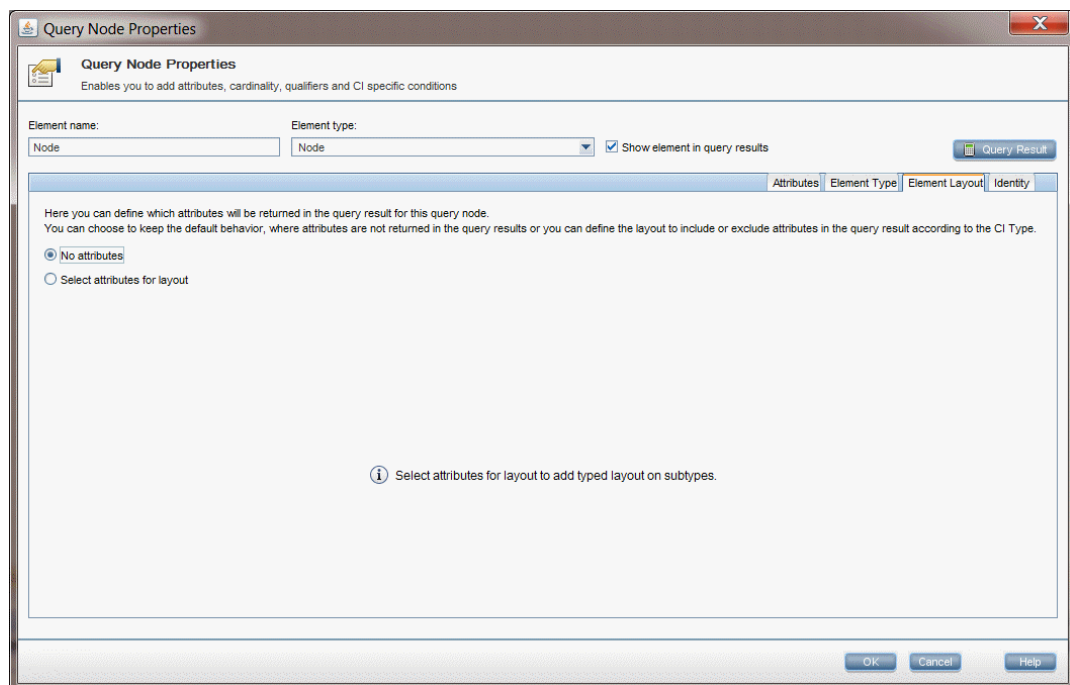 Query Node Properties
Query Node Properties
Enables you to add attributes, cardinality, qualifiers and CI specific conditions
Element name:
Element type:
Node
Node
Show element in query results
Query Result
Attributes
Element Type
Element Layout
Identity
Here you can define which attributes will be returned in the query result for this query node.
You can choose to keep the default behavior, where attributes are not returned in the query results or you can define the layout to include or exclude attributes in the query result according to the CI Type.
No attributes
Select attributes for layout
Select attributes for layout to add typed layout on subtypes.
OK
Cancel
Help